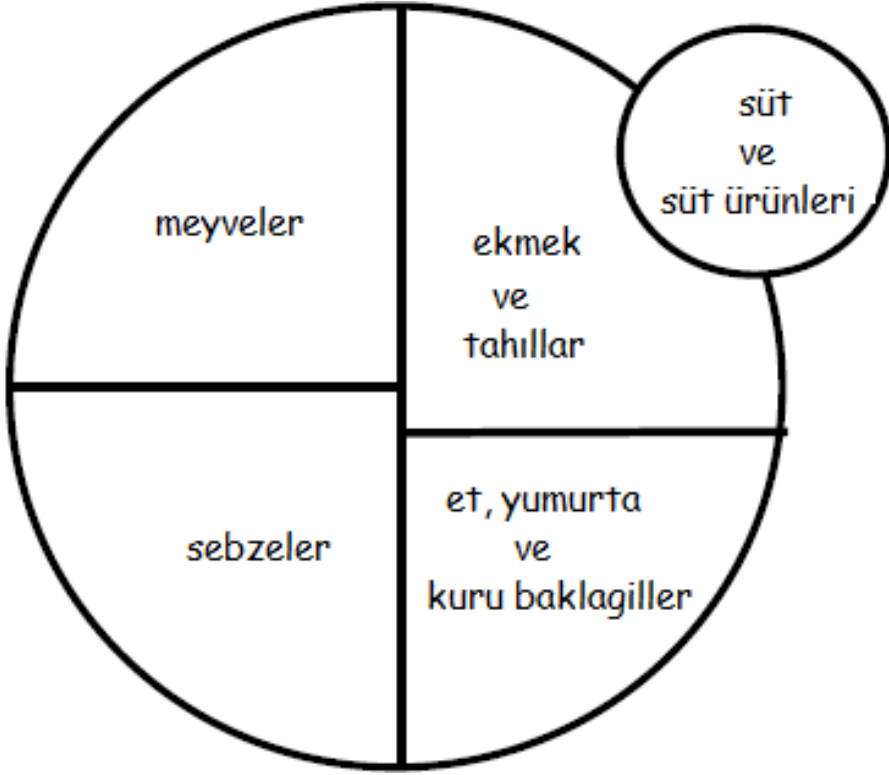 meyveler
ekmek
ve
tahıllar
süt
ve
süt ürünleri
sebzeler
et, yumurta
ve
kuru baklagiller